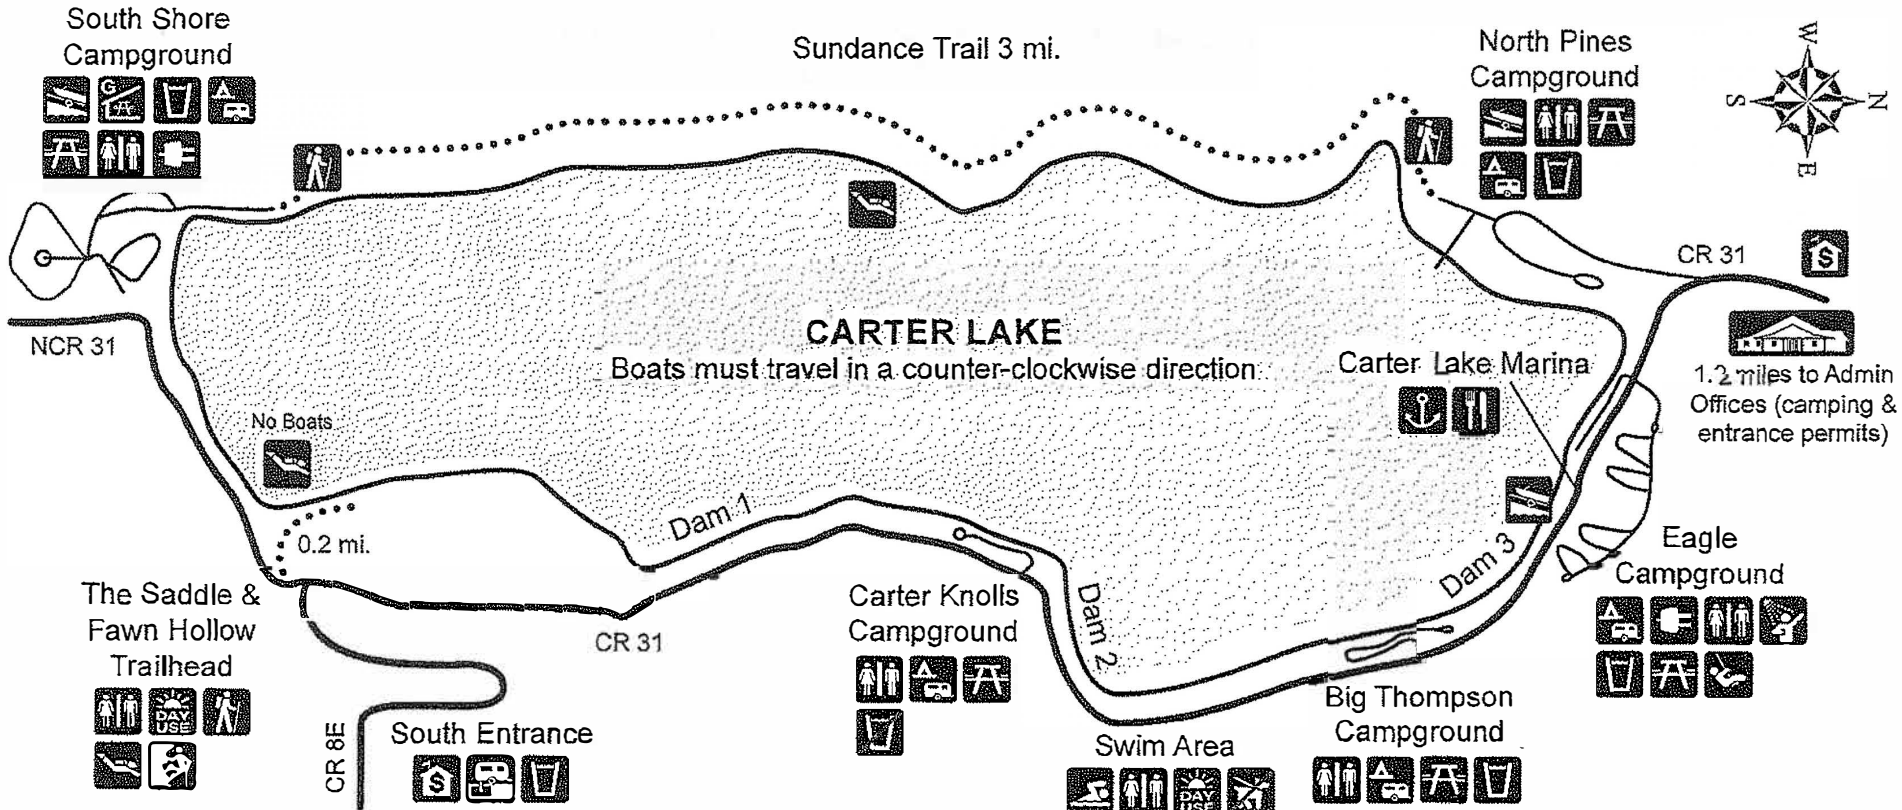 South Shore
Campground
G
Sundance Trail 3 mi.
North Pines
Campground
W
N
S
E
CR 31
$
NCR 31
CARTER LAKE
Boats must travel in a counter-clockwise direction
Carter Lake Marina
1.2 miles to Admin
Offices (camping &
entrance permits)
No Boats
Dam 1
0.2 mi.
Dam 3
Eagle
Campground
The Saddle &
Fawn Hollow
Trailhead
DAY
USE
CR 31
Carter Knolls
Campground
Dam 2
CR 8E
South Entrance
$
Swim Area
DAY
USE
Big Thompson
Campground